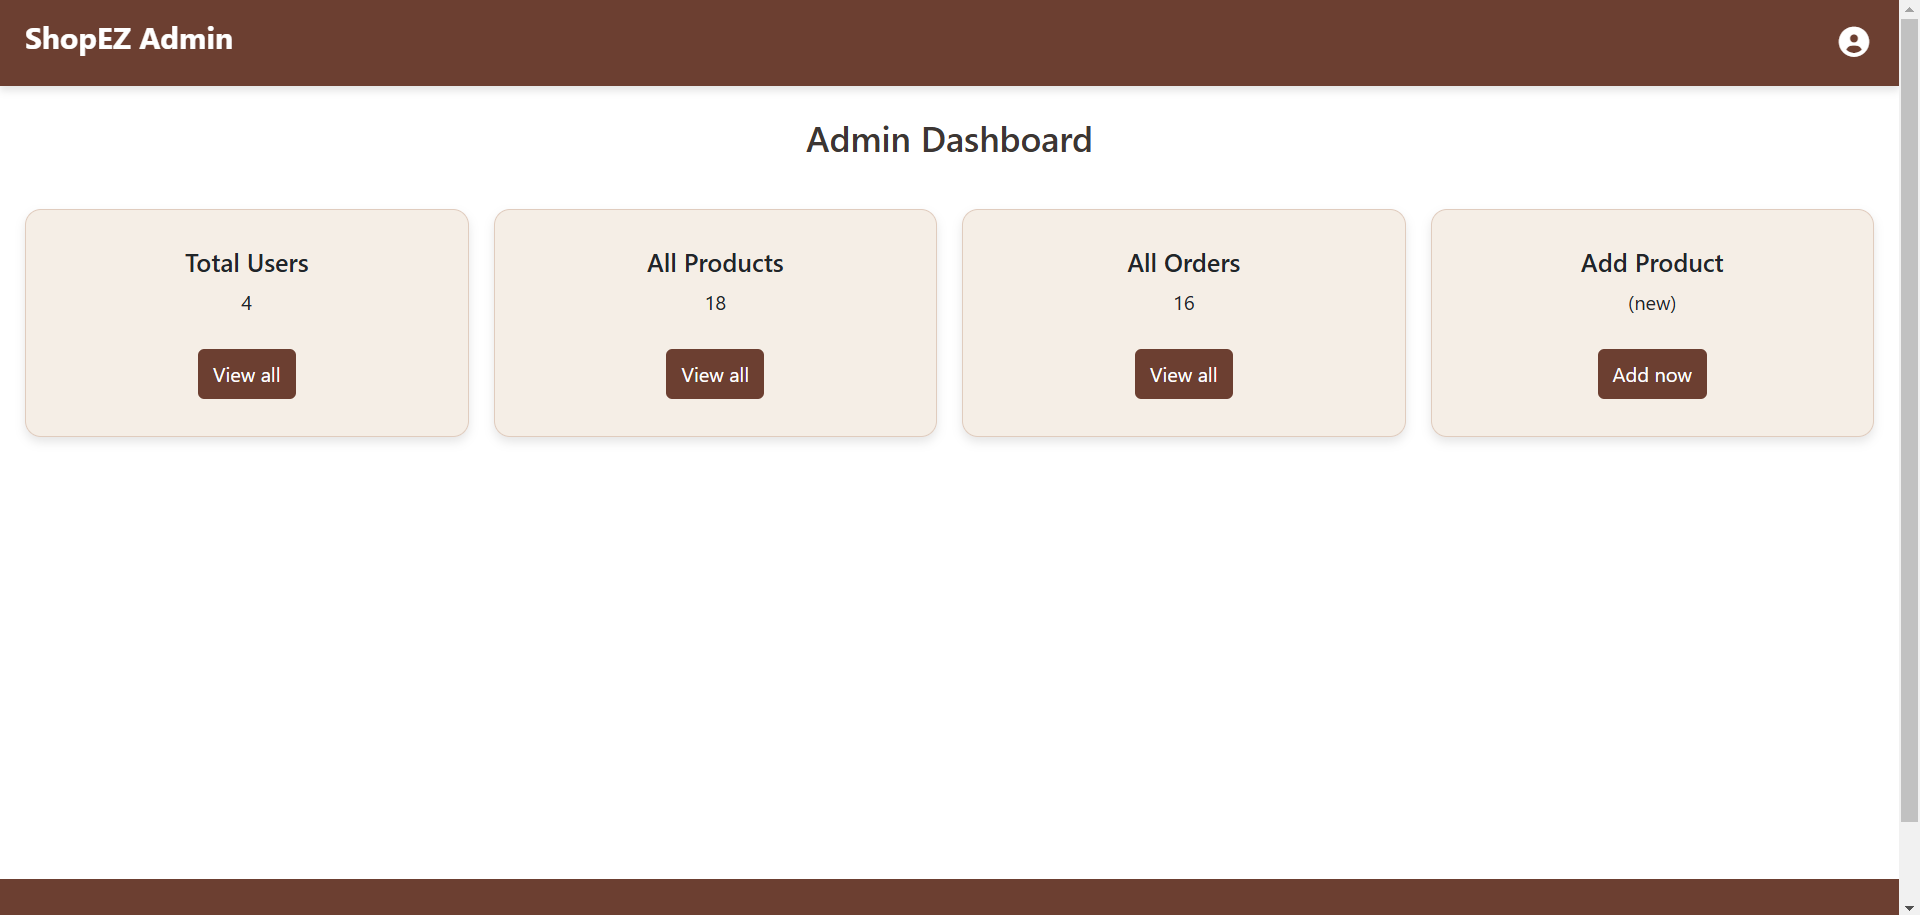 ShopEZ Admin
Admin Dashboard
Total Users
4
View all
All Products
18
View all
All Orders
16
View all
Add Product
(new)
Add now